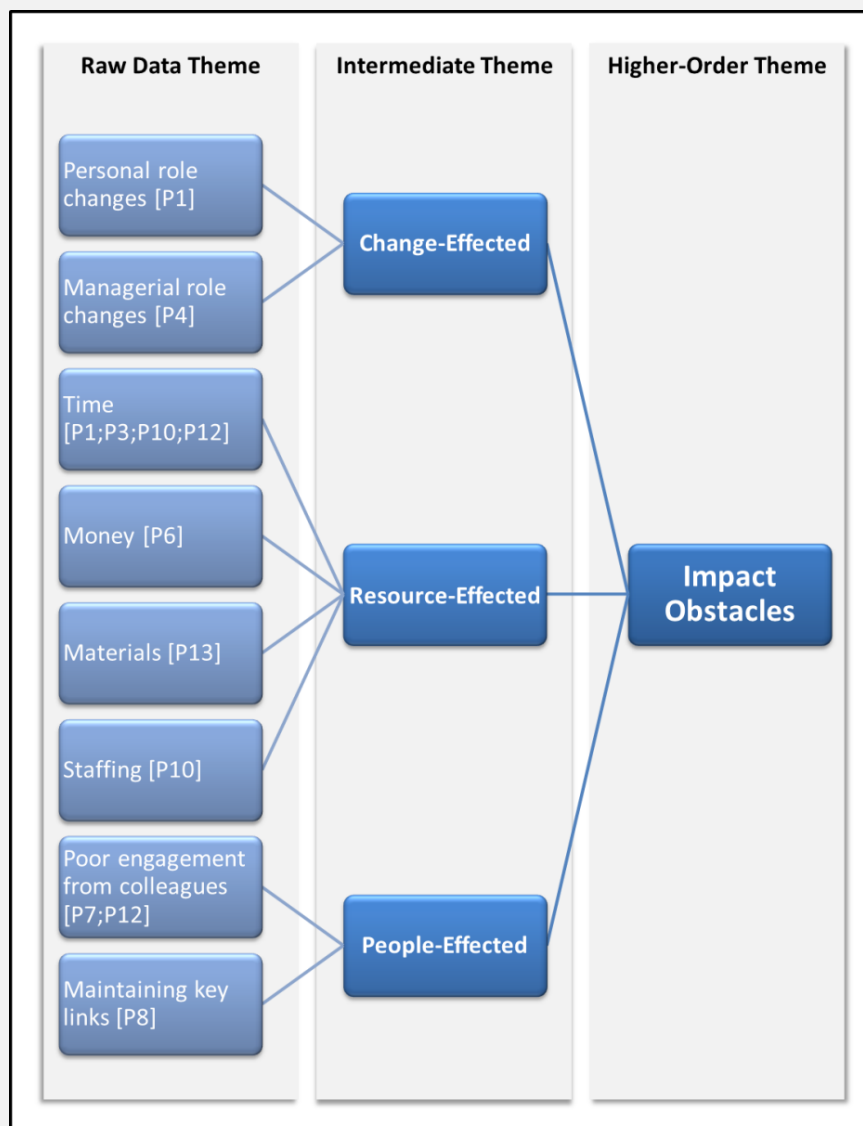 Raw Data Theme
Intermediate Theme
Higher-Order Theme
Personal role
changes [P1]
Managerial role
changes [P4]
Time
[P1;P3;P10;P12]
Money [P6]
Materials [P13]
Staffing [P10]
Poor engagement
from colleagues
[P7;P12]
Maintaining key
links [P8]
Change-Effected
Resource-Effected
People-Effected
Impact
Obstacles